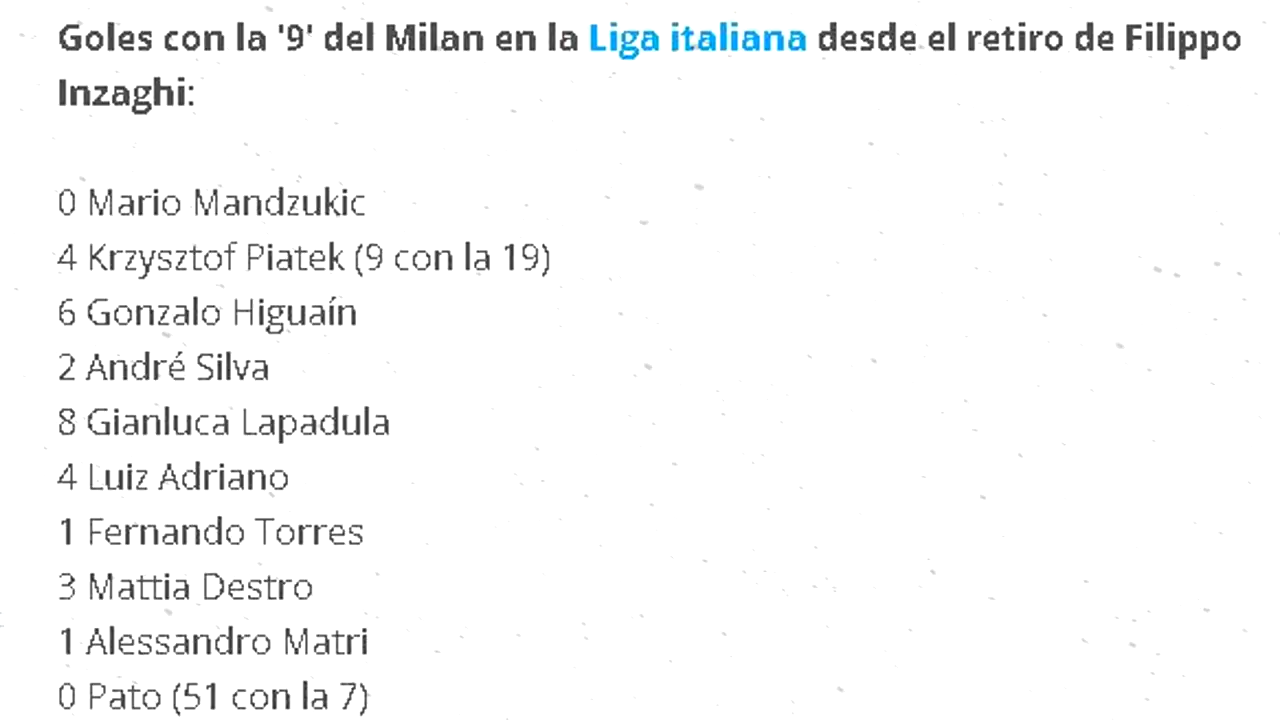 Goles con la '9' del Milan en la Liga italiana desde el retiro de Filippo
Inzaghi:
0 Mario Mandzukic
4 Krzysztof Piatek (9 con la 19)
6 Gonzalo Higuaín
2 André Silva
8 Gianluca Lapadula
4 Luiz Adriano
1 Fernando Torres
3 Mattia Destro
1 Alessandro Matri
0 Pato (51 con la 7)